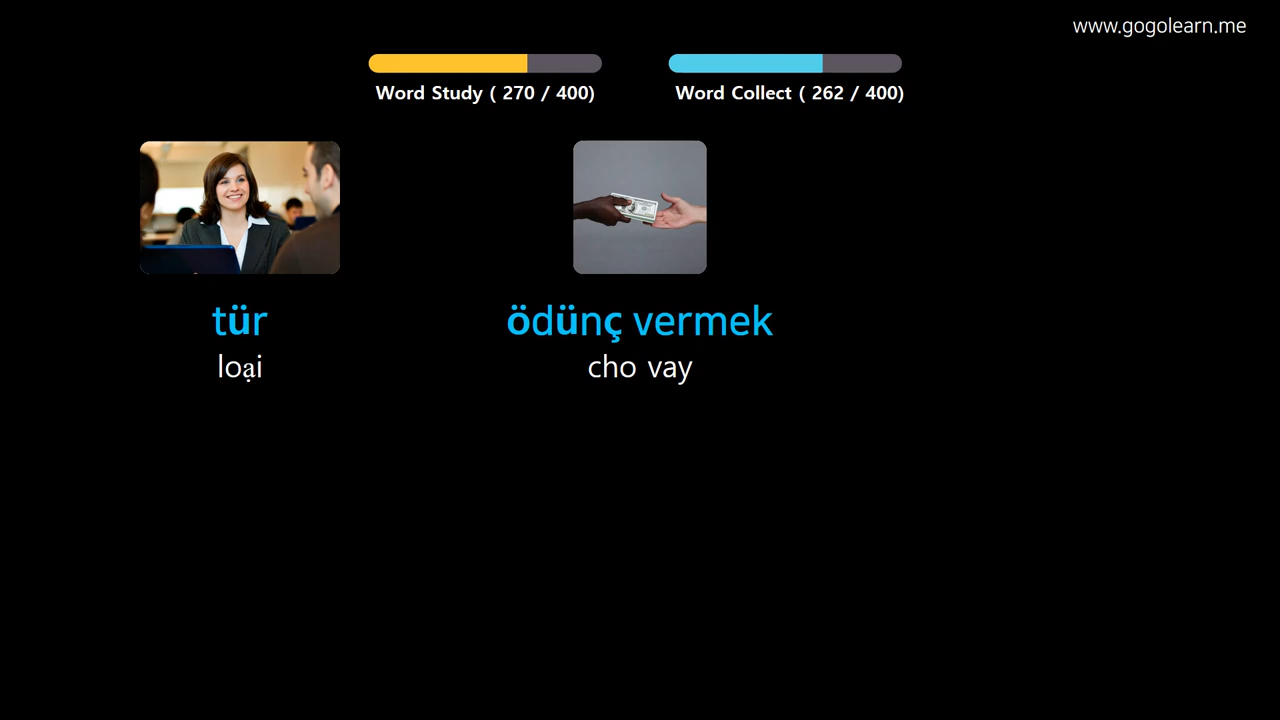 www.gogolearn.me
Word Study ( 270 / 400)
Word Collect ( 262 / 400)
tür
ödünç vermek
loại
cho vay